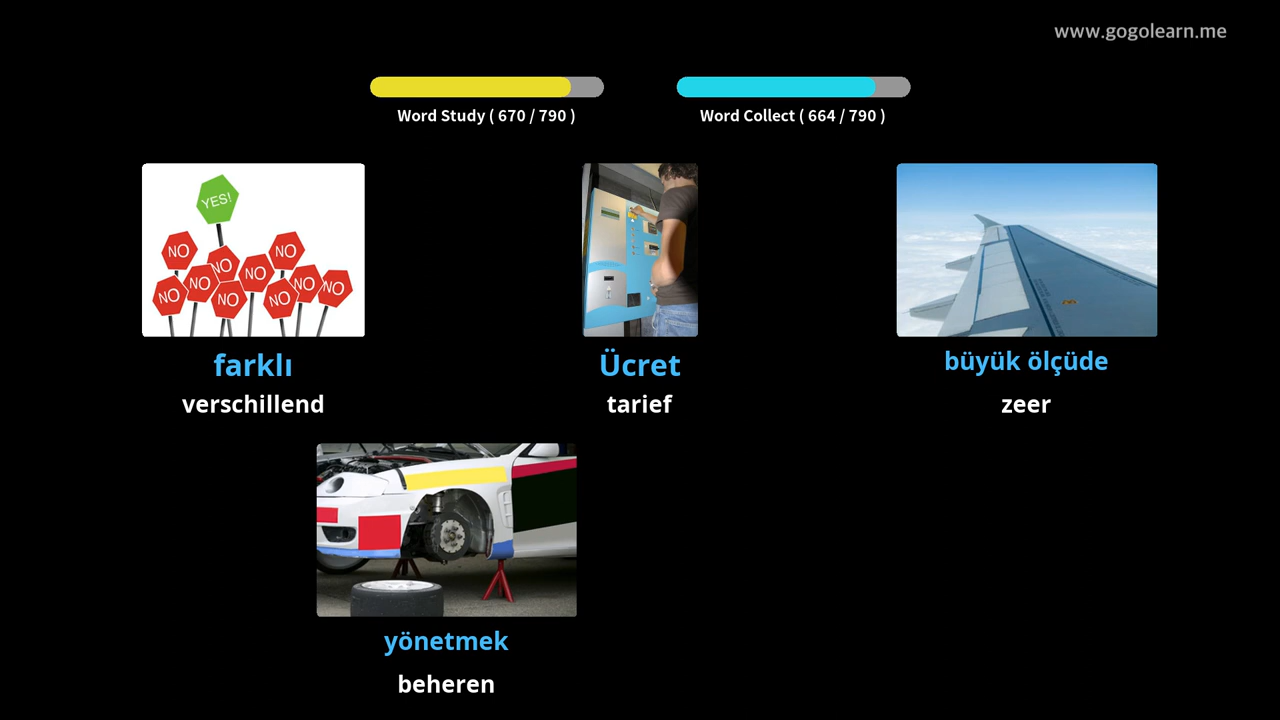 www.gogolearn.me
Word Study ( 670 / 790 )
Word Collect ( 664 / 790 )
YES!
NO
NO
NO
NO
NO
NO
NO
NO
NO
NO
farklı
verschillend
Ücret
tarief
büyük ölçüde
zeer
yönetmek
beheren